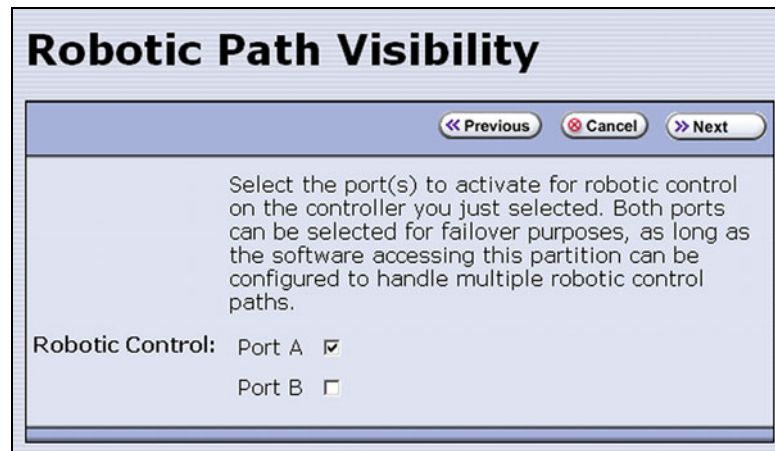 Robotic Path Visibility
Previous Cancel Next
Select the port(s) to activate for robotic control
on the controller you just selected. Both ports
can be selected for failover purposes, as long as
the software accessing this partition can be
configured to handle multiple robotic control
paths.
Robotic Control: Port A
Port B